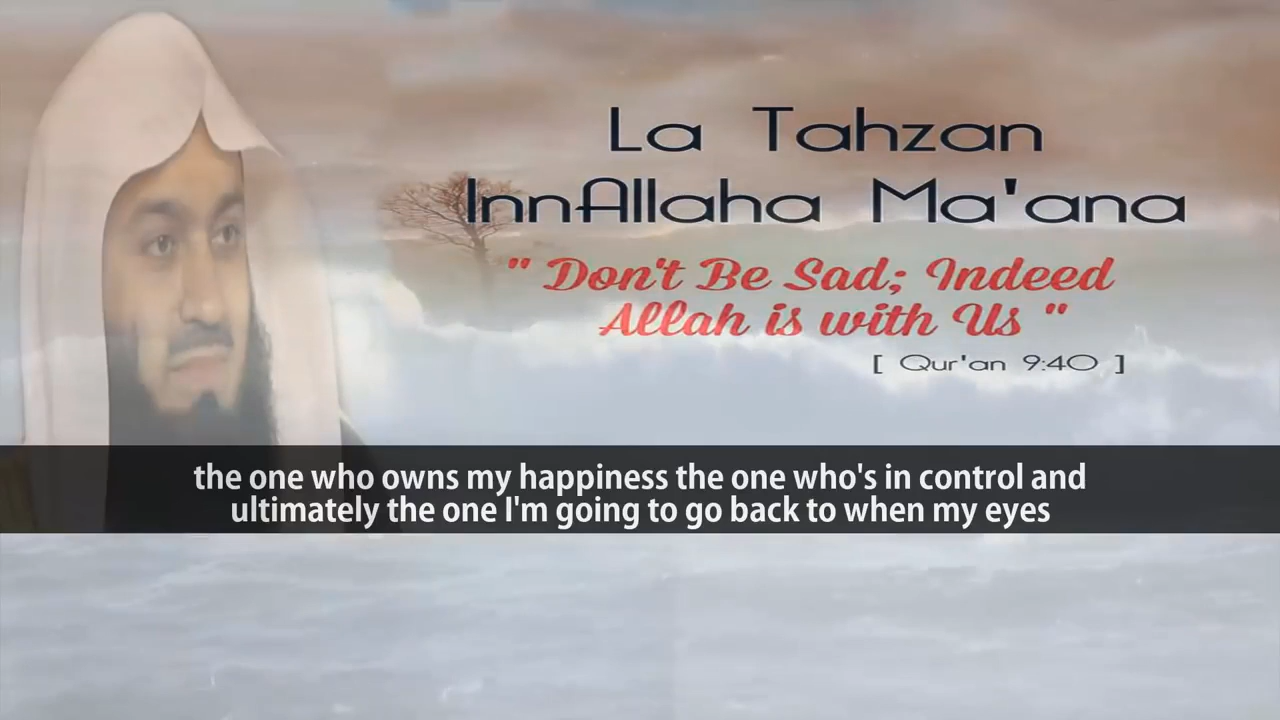 La Tahzan
InnAllaha Ma'ana
" Don't Be Sad; Indeed
Allah is with Us "
[ Qur'an 9:40 ]
the one who owns my happiness the one who's in control and
ultimately the one I'm going to go back to when my eyes